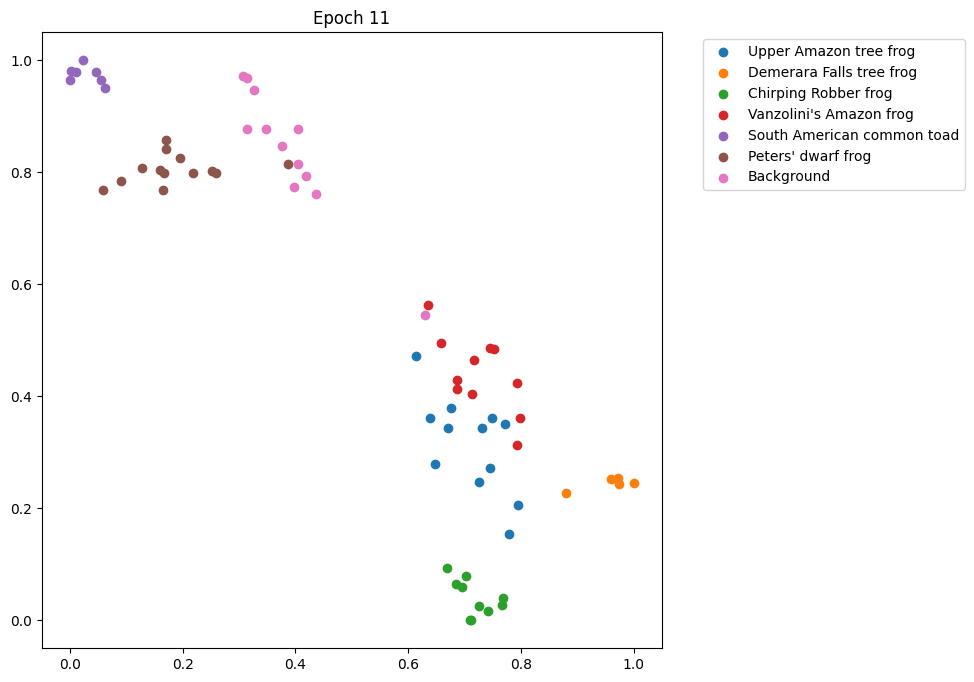 Epoch 11
1.0
0.8
0.6
0.4
0.2
0.0
0.0 0.2 0.4 0.6 0.8 1.0
Upper Amazon tree frog
Demerara Falls tree frog
Chirping Robber frog
Vanzolini's Amazon frog
South American common toad
Peters' dwarf frog
Background